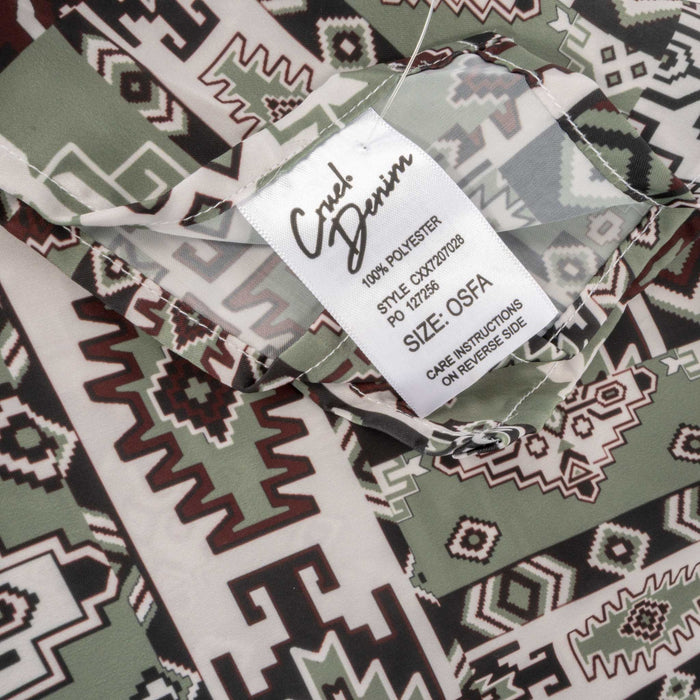 Cruel
Denim
100% POLYESTER
STYLE CXX7207028
PO 127256
SIZE: OSFA
CARE INSTRUCTIONS
ON REVERSE SIDE